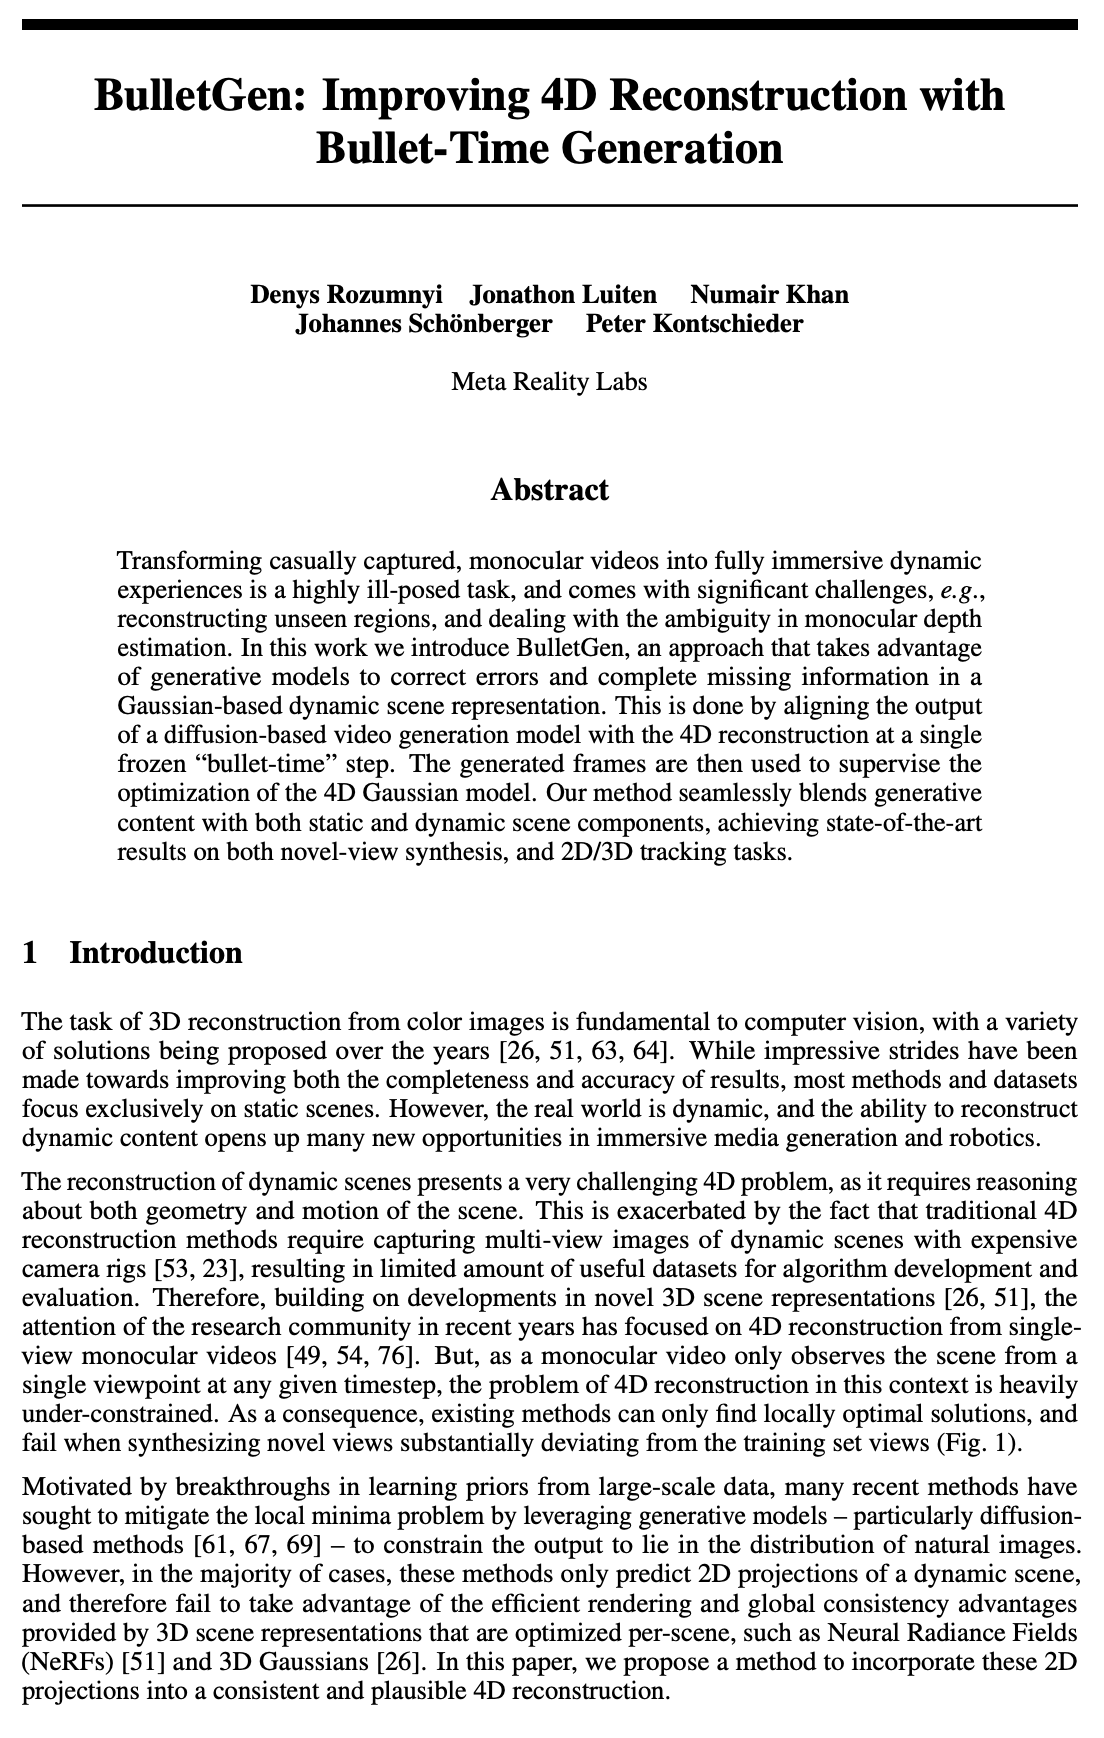 BulletGen: Improving 4D Reconstruction with
Bullet-Time Generation
Denys Rozumnyi Jonathon Luiten Numair Khan
Johannes Schönberger Peter Kontschieder
Meta Reality Labs
Abstract
Transforming casually captured, monocular videos into fully immersive dynamic
experiences is a highly ill-posed task, and comes with significant challenges, e.g.,
reconstructing unseen regions, and dealing with the ambiguity in monocular depth
estimation. In this work we introduce BulletGen, an approach that takes advantage
of generative models to correct errors and complete missing information in a
Gaussian-based dynamic scene representation. This is done by aligning the output
of a diffusion-based video generation model with the 4D reconstruction at a single
frozen “bullet-time” step. The generated frames are then used to supervise the
optimization of the 4D Gaussian model. Our method seamlessly blends generative
content with both static and dynamic scene components, achieving state-of-the-art
results on both novel-view synthesis, and 2D/3D tracking tasks.
1 Introduction
The task of 3D reconstruction from color images is fundamental to computer vision, with a variety
of solutions being proposed over the years [26, 51, 63, 64]. While impressive strides have been
made towards improving both the completeness and accuracy of results, most methods and datasets
focus exclusively on static scenes. However, the real world is dynamic, and the ability to reconstruct
dynamic content opens up many new opportunities in immersive media generation and robotics.
The reconstruction of dynamic scenes presents a very challenging 4D problem, as it requires reasoning
about both geometry and motion of the scene. This is exacerbated by the fact that traditional 4D
reconstruction methods require capturing multi-view images of dynamic scenes with expensive
camera rigs [53, 23], resulting in limited amount of useful datasets for algorithm development and
evaluation. Therefore, building on developments in novel 3D scene representations [26, 51], the
attention of the research community in recent years has focused on 4D reconstruction from single-
view monocular videos [49, 54, 76]. But, as a monocular video only observes the scene from a
single viewpoint at any given timestep, the problem of 4D reconstruction in this context is heavily
under-constrained. As a consequence, existing methods can only find locally optimal solutions, and
fail when synthesizing novel views substantially deviating from the training set views (Fig. 1).
Motivated by breakthroughs in learning priors from large-scale data, many recent methods have
sought to mitigate the local minima problem by leveraging generative models – particularly diffusion-
based methods [61, 67, 69] – to constrain the output to lie in the distribution of natural images.
However, in the majority of cases, these methods only predict 2D projections of a dynamic scene,
and therefore fail to take advantage of the efficient rendering and global consistency advantages
provided by 3D scene representations that are optimized per-scene, such as Neural Radiance Fields
(NeRFs) [51] and 3D Gaussians [26]. In this paper, we propose a method to incorporate these 2D
projections into a consistent and plausible 4D reconstruction.